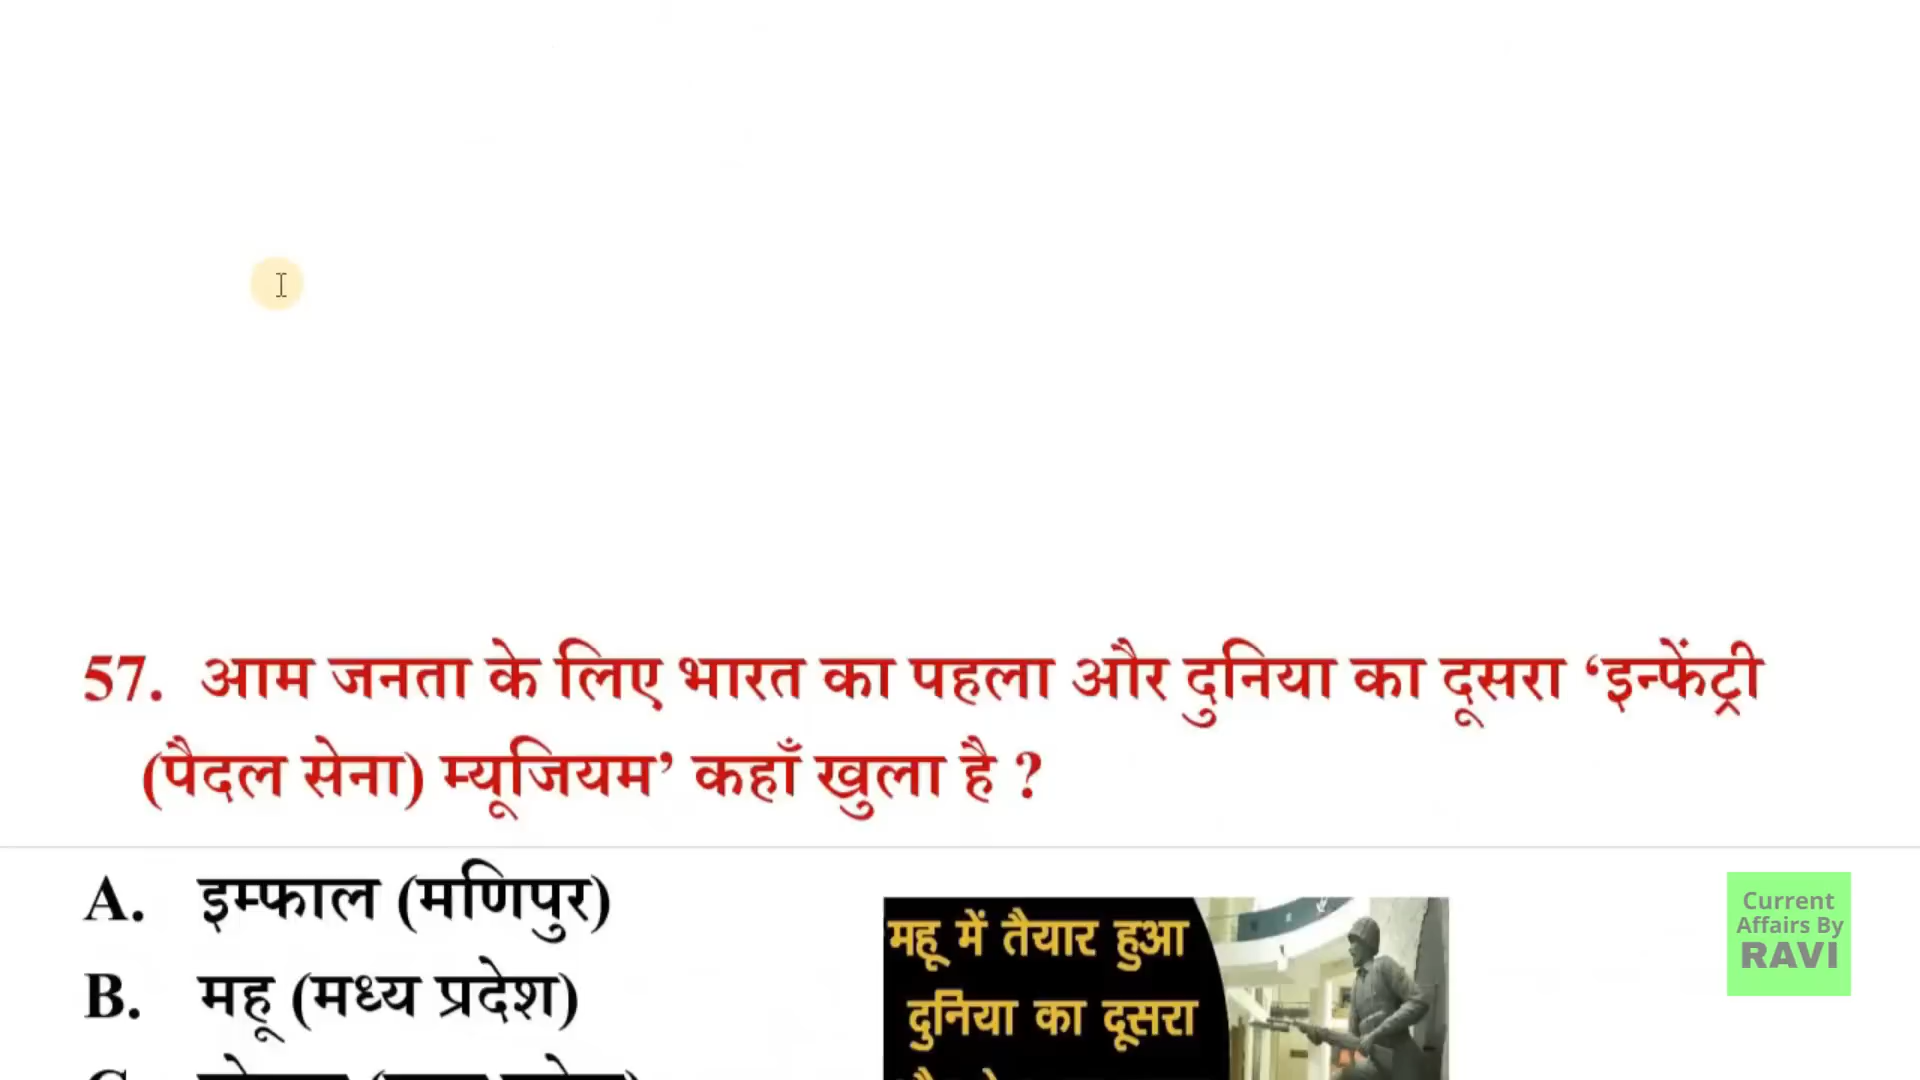 57. आम जनता के लिए भारत का पहला और दुनिया का दूसरा ‘इन्फेंट्री
(पैदल सेना) म्यूजियम’ कहाँ खुला है ?
A. इम्फाल (मणिपुर)
B. महू (मध्य प्रदेश)
C.
महू में तैयार हुआ
दुनिया का दूसरा
Current
Affairs By
RAVI